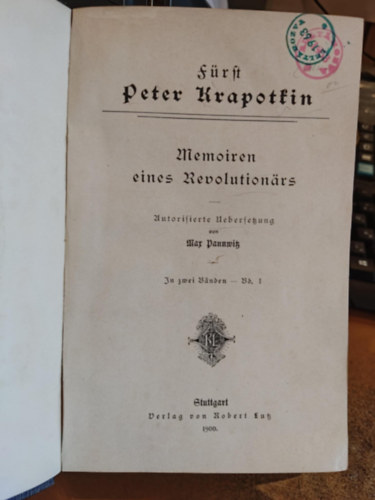 Fürst
Peter Krapotkin
Memoiren
eines Revolutionärs
Autorisierte Uebersetzung
von
Max Pannwitz
In zwei Bänden — Bd. 1
Stuttgart
Verlag von Robert Lutz
1900.